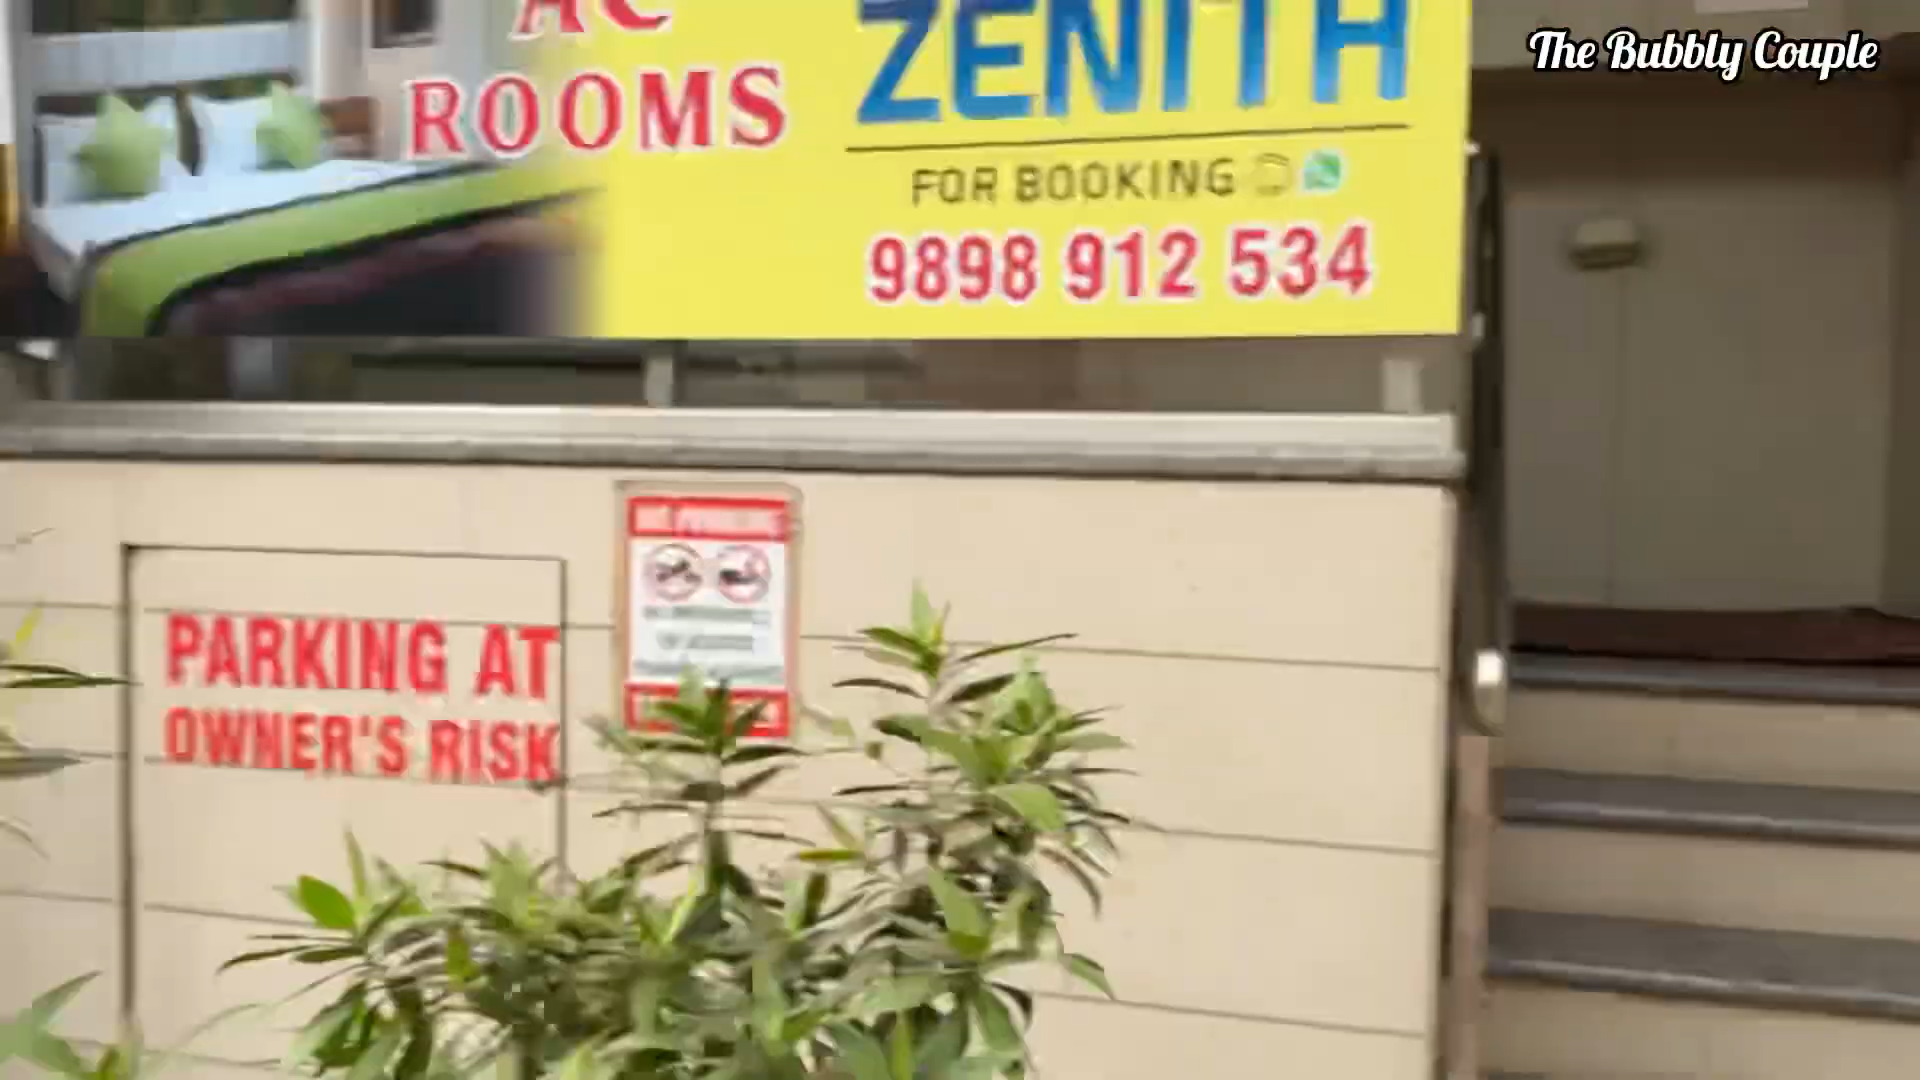 The Bubbly Couple
AC
ROOMS
ZENITH
FOR BOOKING
9898 912 534
PARKING AT
OWNER'S RISK